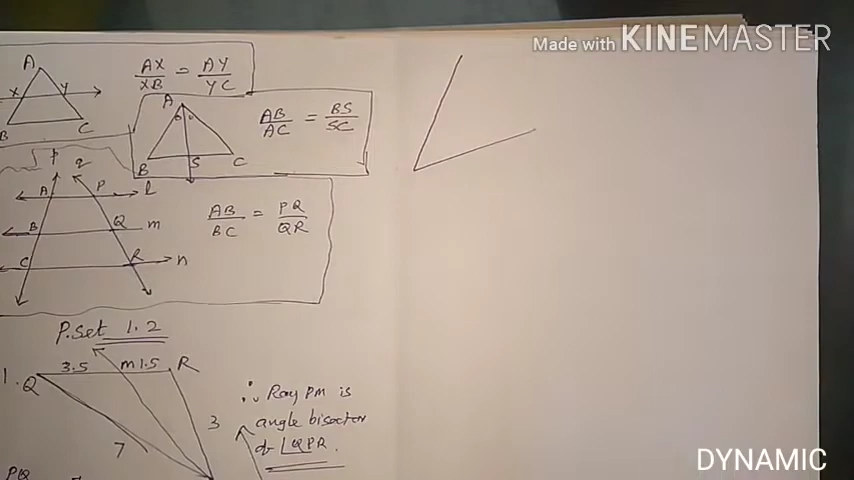 Made with KINEMASTER
A
X Y
B C
AX/XB = AY/YC
A
B S C
AB/AC = BS/SC
p q
A P l
B Q m
C R n
AB/BC = PQ/QR
P.set 1.2
1. Q 3.5 M 1.5 R
7 3
∴ Ray PM is
angle bisector
of ∠QPR.
PQ
DYNAMIC